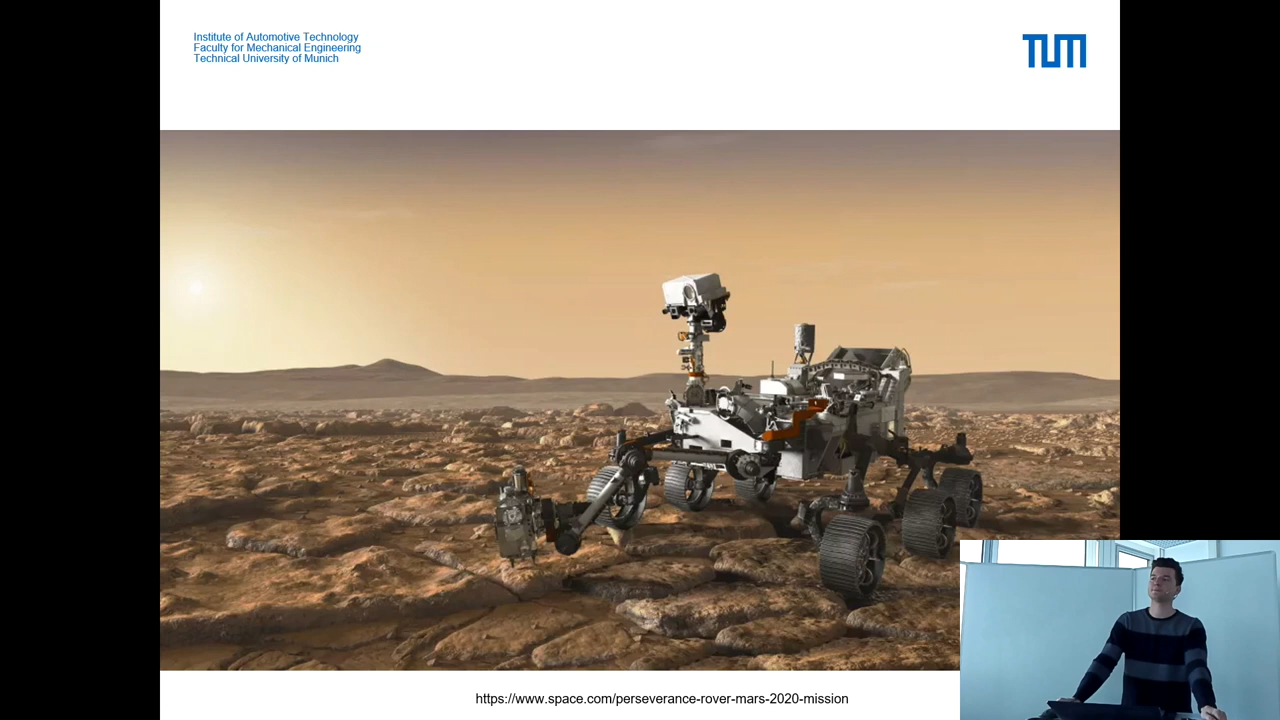 Institute of Automotive Technology
Faculty for Mechanical Engineering
Technical University of Munich
TUM
https://www.space.com/perseverance-rover-mars-2020-mission